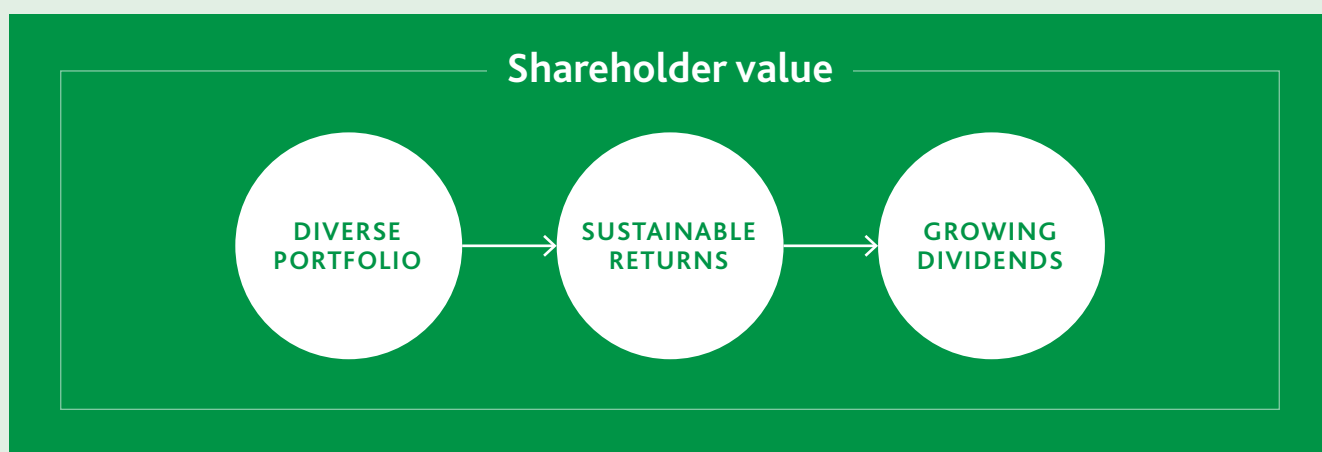 Shareholder value
DIVERSE
PORTFOLIO
SUSTAINABLE
RETURNS
GROWING
DIVIDENDS